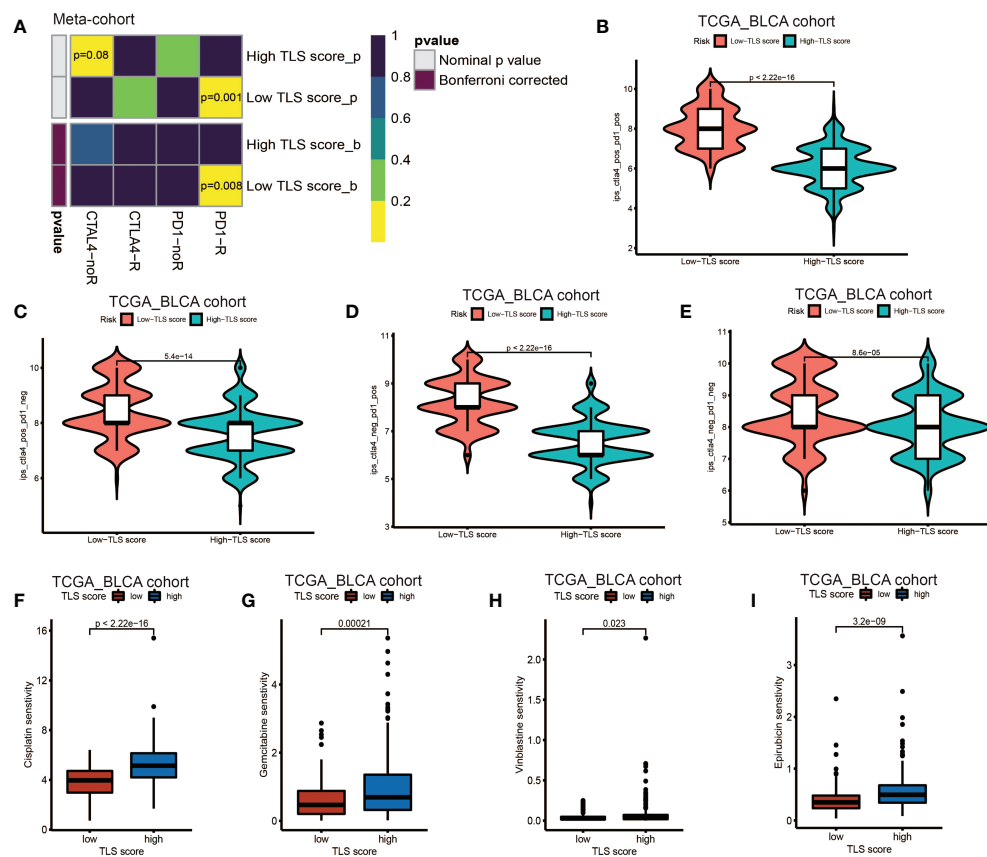 A
Meta-cohort
p=0.08
p=0.001
p=0.008
High TLS score_p
Low TLS score_p
High TLS score_b
Low TLS score_b
pvalue
CTAL4-noR
CTLA4-R
PD1-noR
PD1-R
1
0.8
0.6
0.4
0.2
pvalue
Nominal p value
Bonferroni corrected
B
TCGA_BLCA cohort
Risk Low-TLS score High-TLS score
p < 2.22e-16
ips_ctla4_pos_pd1_pos
10
8
6
4
2
Low-TLS score High-TLS score
C
TCGA_BLCA cohort
Risk Low-TLS score High-TLS score
5.4e-14
ips_ctla4_pos_pd1_neg
10
8
6
Low-TLS score High-TLS score
D
TCGA_BLCA cohort
Risk Low-TLS score High-TLS score
p < 2.22e-16
ips_ctla4_neg_pd1_pos
11
9
7
5
3
Low-TLS score High-TLS score
E
TCGA_BLCA cohort
Risk Low-TLS score High-TLS score
8.6e-05
ips_ctla4_neg_pd1_neg
10
9
8
7
6
5
Low-TLS score High-TLS score
F
TCGA_BLCA cohort
TLS score low high
p < 2.22e-16
Cisplatin senstivity
16
12
8
4
0
low high
TLS score
G
TCGA_BLCA cohort
TLS score low high
0.00021
Gemcitabine senstivity
4
2
0
low high
TLS score
H
TCGA_BLCA cohort
TLS score low high
0.023
Vinblastine senstivity
2.0
1.5
1.0
0.5
0.0
low high
TLS score
I
TCGA_BLCA cohort
TLS score low high
3.2e-09
Epirubicin senstivity
3
2
1
0
low high
TLS score